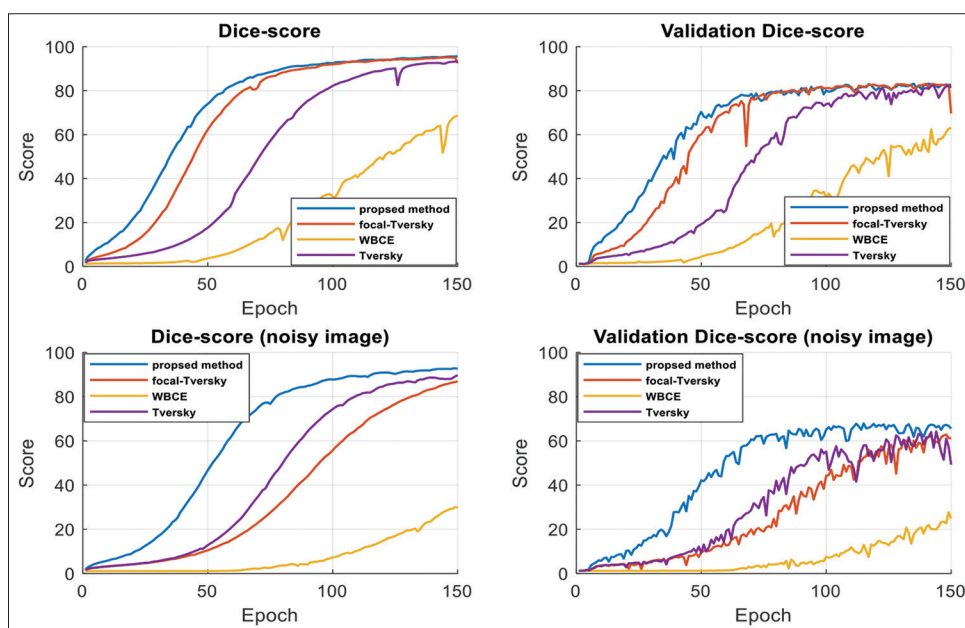 Dice-score
100
80
60
40
20
0
Score
propsed method
focal-Tversky
WBCE
Tversky
50
100
150
Epoch
Validation Dice-score
100
80
60
40
20
0
Score
propsed method
focal-Tversky
WBCE
Tversky
0
50
100
150
Epoch
Dice-score (noisy image)
100
80
60
40
20
0
Score
propsed method
focal-Tversky
WBCE
Tversky
0
50
100
150
Epoch
Validation Dice-score (noisy image)
100
80
60
40
20
0
Score
propsed method
focal-Tversky
WBCE
Tversky
0
50
100
150
Epoch